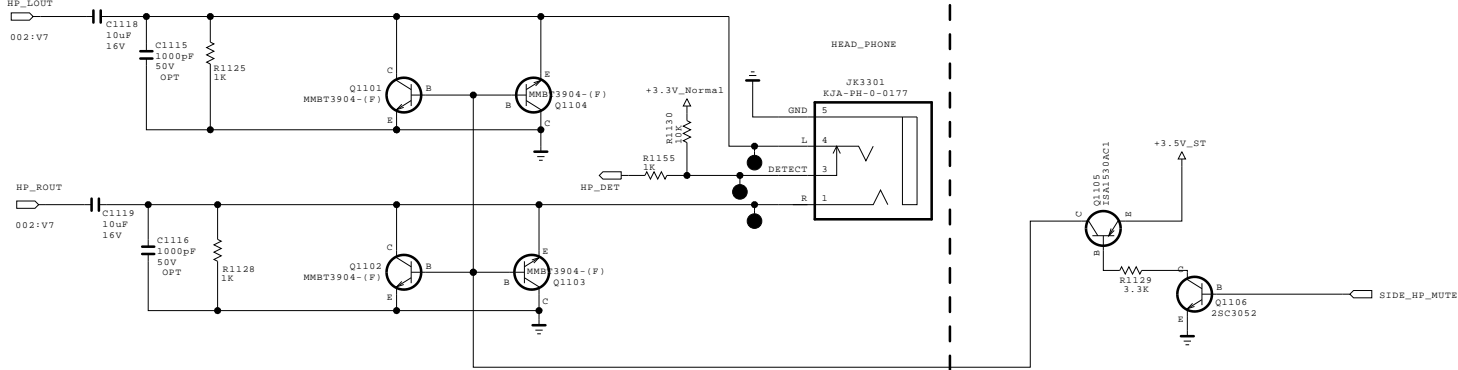 HP_LOUT
002:V7
C1118
10uF
16V
C1115
1000pF
50V
OPT
R1125
1K
C
Q1101
MMBT3904-(F)
B
E
E
MMBT3904-(F)
B
Q1104
C
+3.3V_Normal
R1130
10K
R1155
1K
HP_DET
HEAD_PHONE
JK3301
KJA-PH-0-0177
GND
5
L
4
DETECT
3
R
1
HP_ROUT
002:V7
C1119
10uF
16V
C1116
1000pF
50V
OPT
R1128
1K
C
Q1102
MMBT3904-(F)
B
E
E
MMBT3904-(F)
B
Q1103
C
+3.5V_ST
Q1105
ISA1530AC1
C
E
B
R1129
3.3K
C
B
Q1106
2SC3052
E
SIDE_HP_MUTE